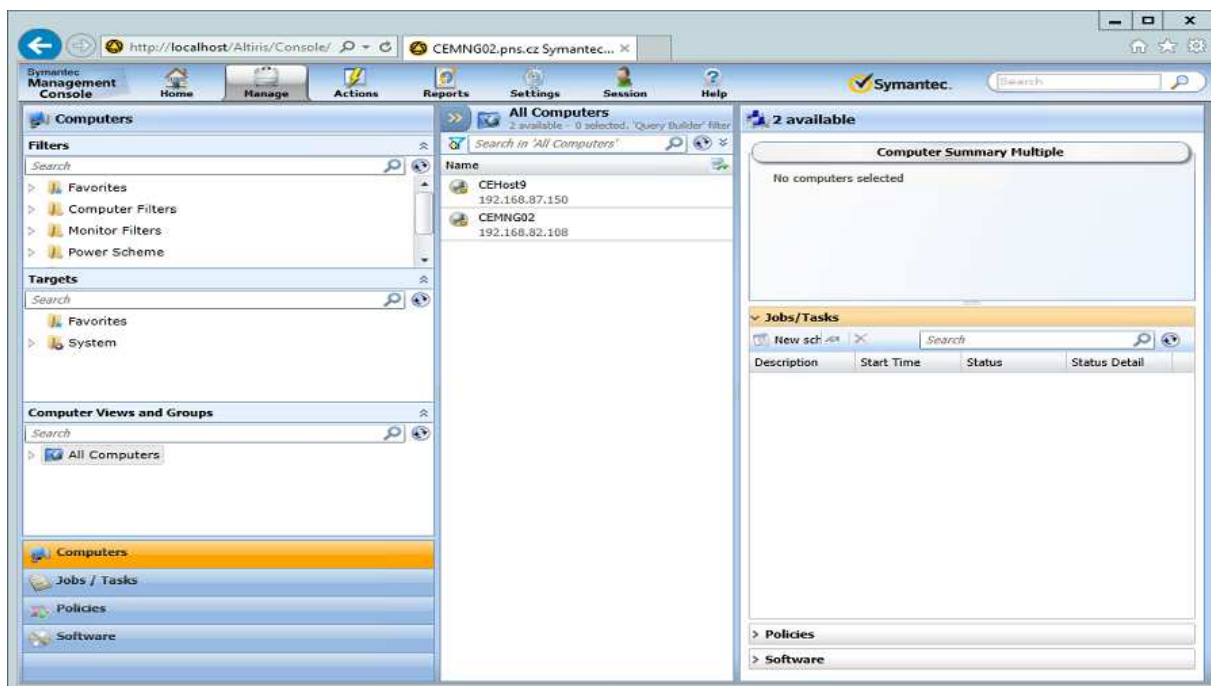 http://localhost/Altiris/Console/
CEMNG02.pns.cz Symantec...
Symantec
Management
Console
Home
Manage
Actions
Reports
Settings
Session
Help
Symantec.
Search
Computers
Filters
Search
Favorites
Computer Filters
Monitor Filters
Power Scheme
Targets
Search
Favorites
System
Computer Views and Groups
Search
All Computers
Computers
Jobs / Tasks
Policies
Software
All Computers
2 available - 0 selected, 'Query Builder' filter
Search in 'All Computers'
Name
CEHost9
192.168.87.150
CEMNG02
192.168.82.108
2 available
Computer Summary Multiple
No computers selected
Jobs/Tasks
New sch
Search
Description Start Time Status Status Detail
Policies
Software